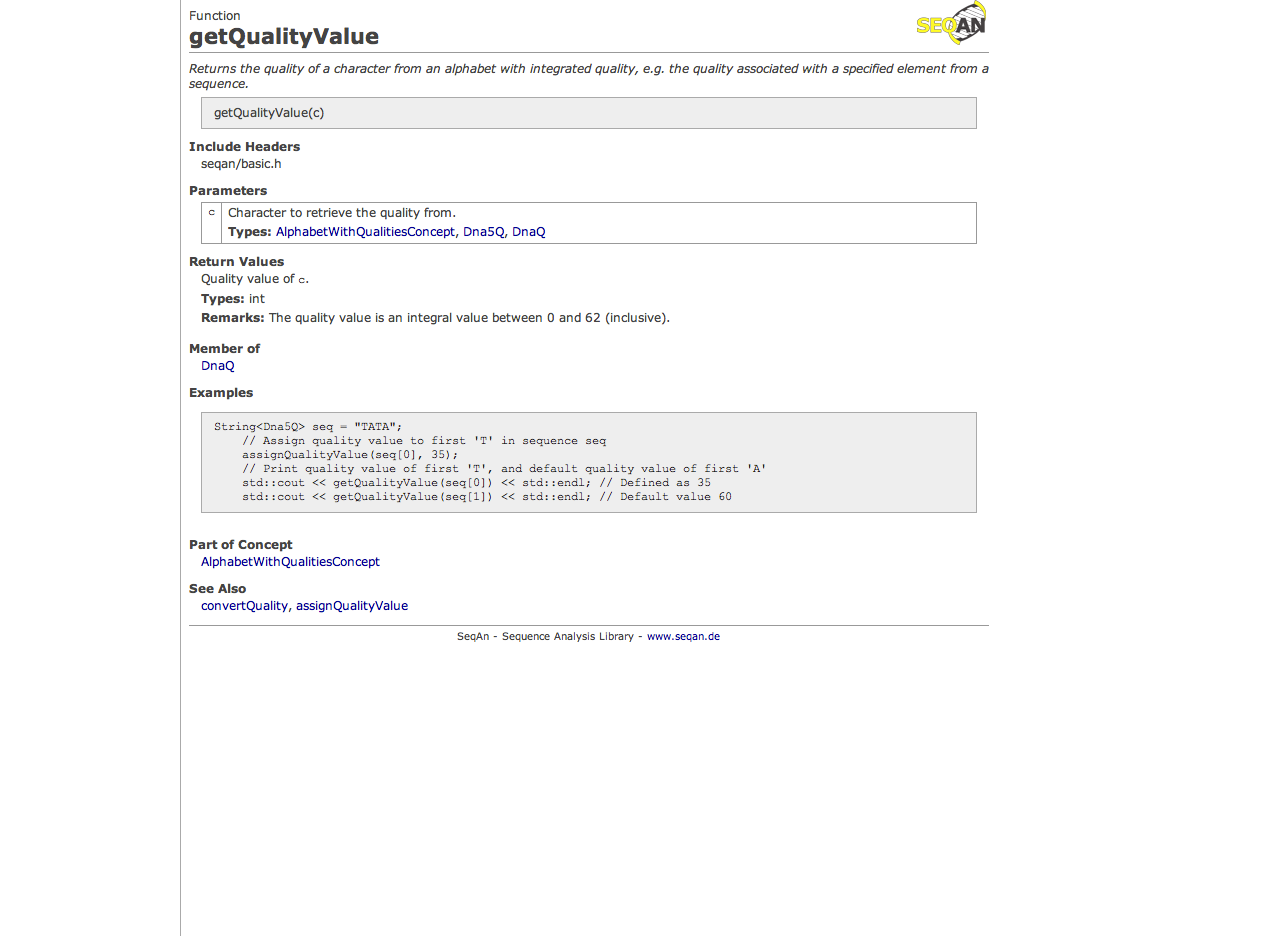 Function
getQualityValue
SEQAN
Returns the quality of a character from an alphabet with integrated quality, e.g. the quality associated with a specified element from a
sequence.
getQualityValue(c)
Include Headers
seqan/basic.h
Parameters
c Character to retrieve the quality from.
Types: AlphabetWithQualitiesConcept, Dna5Q, DnaQ
Return Values
Quality value of c.
Types: int
Remarks: The quality value is an integral value between 0 and 62 (inclusive).
Member of
DnaQ
Examples
String<Dna5Q> seq = "TATA";
// Assign quality value to first 'T' in sequence seq
assignQualityValue(seq[0], 35);
// Print quality value of first 'T', and default quality value of first 'A'
std::cout << getQualityValue(seq[0]) << std::endl; // Defined as 35
std::cout << getQualityValue(seq[1]) << std::endl; // Default value 60
Part of Concept
AlphabetWithQualitiesConcept
See Also
convertQuality, assignQualityValue
SeqAn - Sequence Analysis Library - www.seqan.de